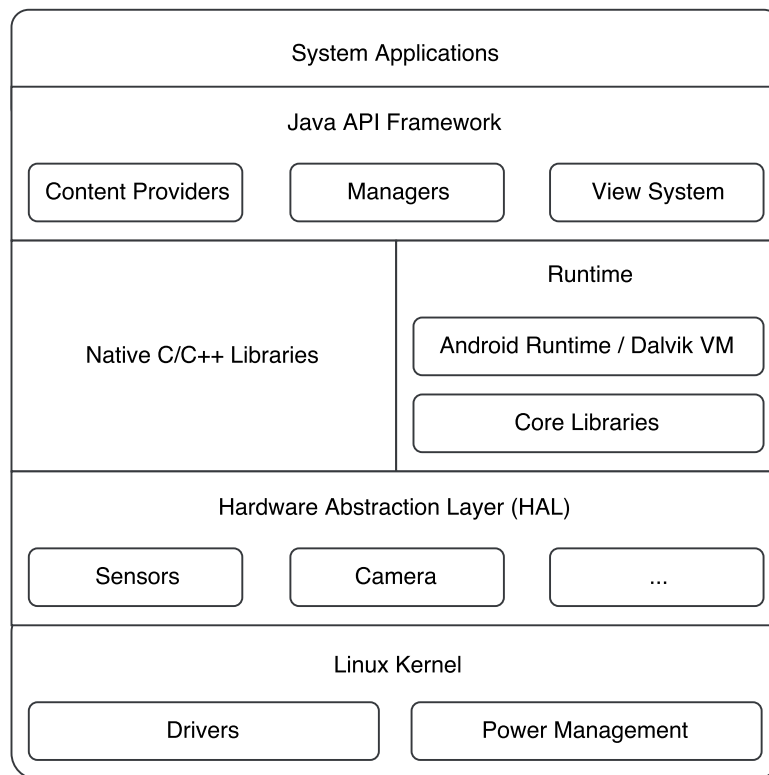 System Applications
Java API Framework
Content Providers
Managers
View System
Native C/C++ Libraries
Runtime
Android Runtime / Dalvik VM
Core Libraries
Hardware Abstraction Layer (HAL)
Sensors
Camera
...
Linux Kernel
Drivers
Power Management